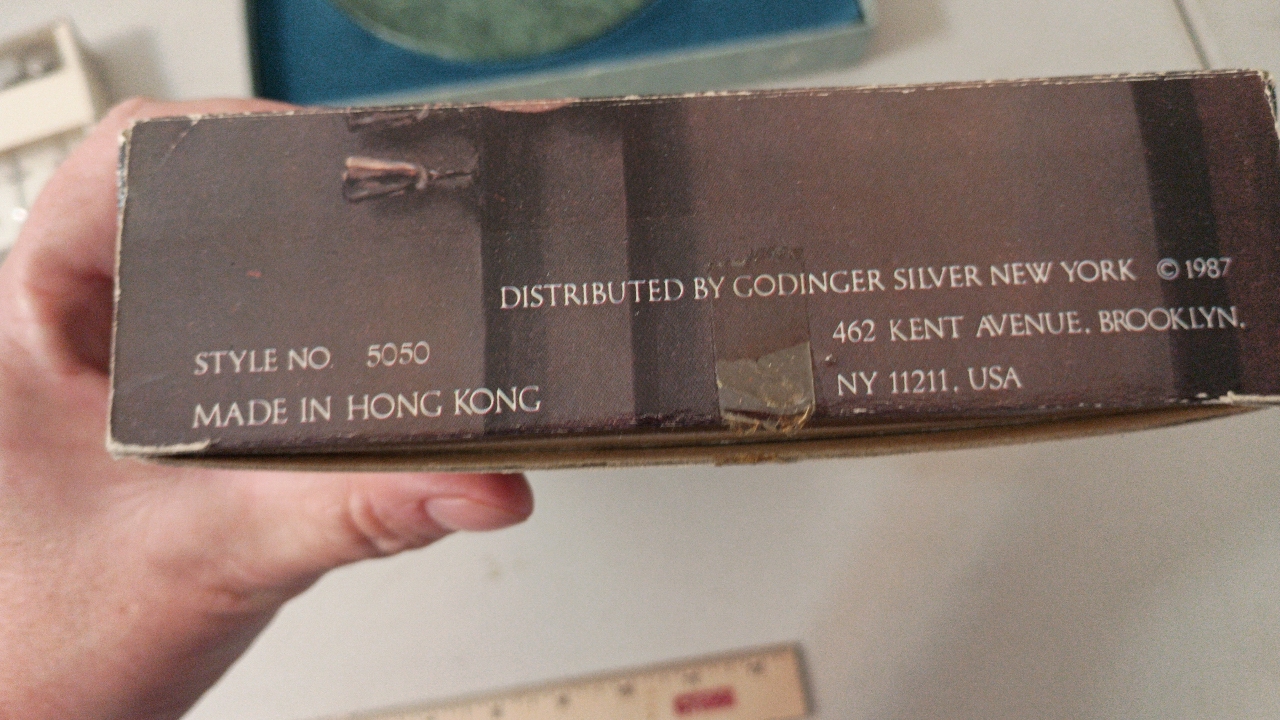 DISTRIBUTED BY GODINGER SILVER NEW YORK © 1987
462 KENT AVENUE. BROOKLYN,
NY 11211. USA
STYLE NO. 5050
MADE IN HONG KONG